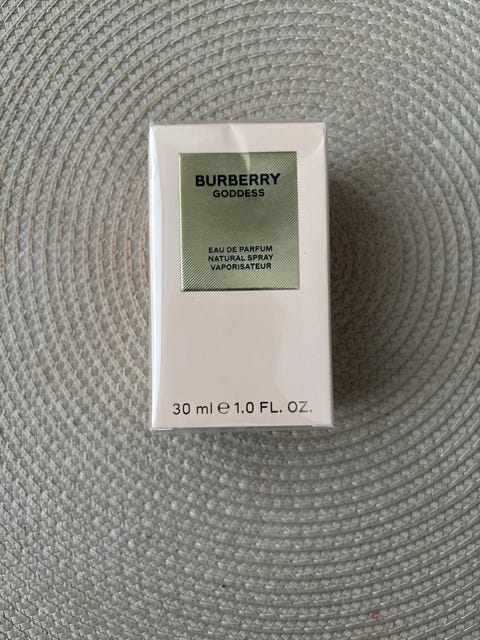 BURBERRY
GODDESS
EAU DE PARFUM
NATURAL SPRAY
VAPORISATEUR
30 ml ℮ 1.0 FL. OZ.